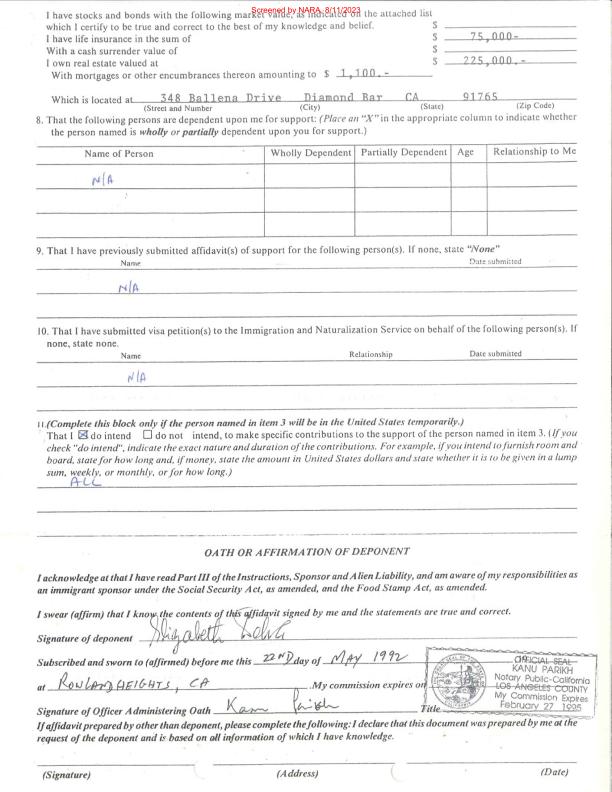 Screened by NARA, 8/11/2023
I have stocks and bonds with the following market value, as indicated on the attached list
which I certify to be true and correct to the best of my knowledge and belief. $
I have life insurance in the sum of $ 75,000-
With a cash surrender value of $
I own real estate valued at $ 225,000.-
With mortgages or other encumbrances thereon amounting to $ 1,100.-
Which is located at 348 Ballena Drive Diamond Bar CA 91765
(Street and Number) (City) (State) (Zip Code)
8. That the following persons are dependent upon me for support: (Place an "X" in the appropriate column to indicate whether
the person named is wholly or partially dependent upon you for support.)
Name of Person Wholly Dependent Partially Dependent Age Relationship to Me
N/A
9. That I have previously submitted affidavit(s) of support for the following person(s). If none, state "None"
Name Date submitted
N/A
10. That I have submitted visa petition(s) to the Immigration and Naturalization Service on behalf of the following person(s). If
none, state none.
Name Relationship Date submitted
N/A
11.(Complete this block only if the person named in item 3 will be in the United States temporarily.)
That I ☒ do intend ☐ do not intend, to make specific contributions to the support of the person named in item 3. (If you
check "do intend", indicate the exact nature and duration of the contributions. For example, if you intend to furnish room and
board, state for how long and, if money, state the amount in United States dollars and state whether it is to be given in a lump
sum, weekly, or monthly, or for how long.)
ALL
OATH OR AFFIRMATION OF DEPONENT
I acknowledge at that I have read Part III of the Instructions, Sponsor and Alien Liability, and am aware of my responsibilities as
an immigrant sponsor under the Social Security Act, as amended, and the Food Stamp Act, as amended.
I swear (affirm) that I know the contents of this affidavit signed by me and the statements are true and correct.
Signature of deponent Elizabeth
Subscribed and sworn to (affirmed) before me this 22ND day of MAY 1992
at ROWLAND HEIGHTS, CA .My commission expires on
Signature of Officer Administering Oath Kanu Parikh Title
OFFICIAL SEAL
KANU PARIKH
Notary Public-California
LOS ANGELES COUNTY
My Commission Expires
February 27, 1995
If affidavit prepared by other than deponent, please complete the following: I declare that this document was prepared by me at the
request of the deponent and is based on all information of which I have knowledge.
(Signature) (Address) (Date)